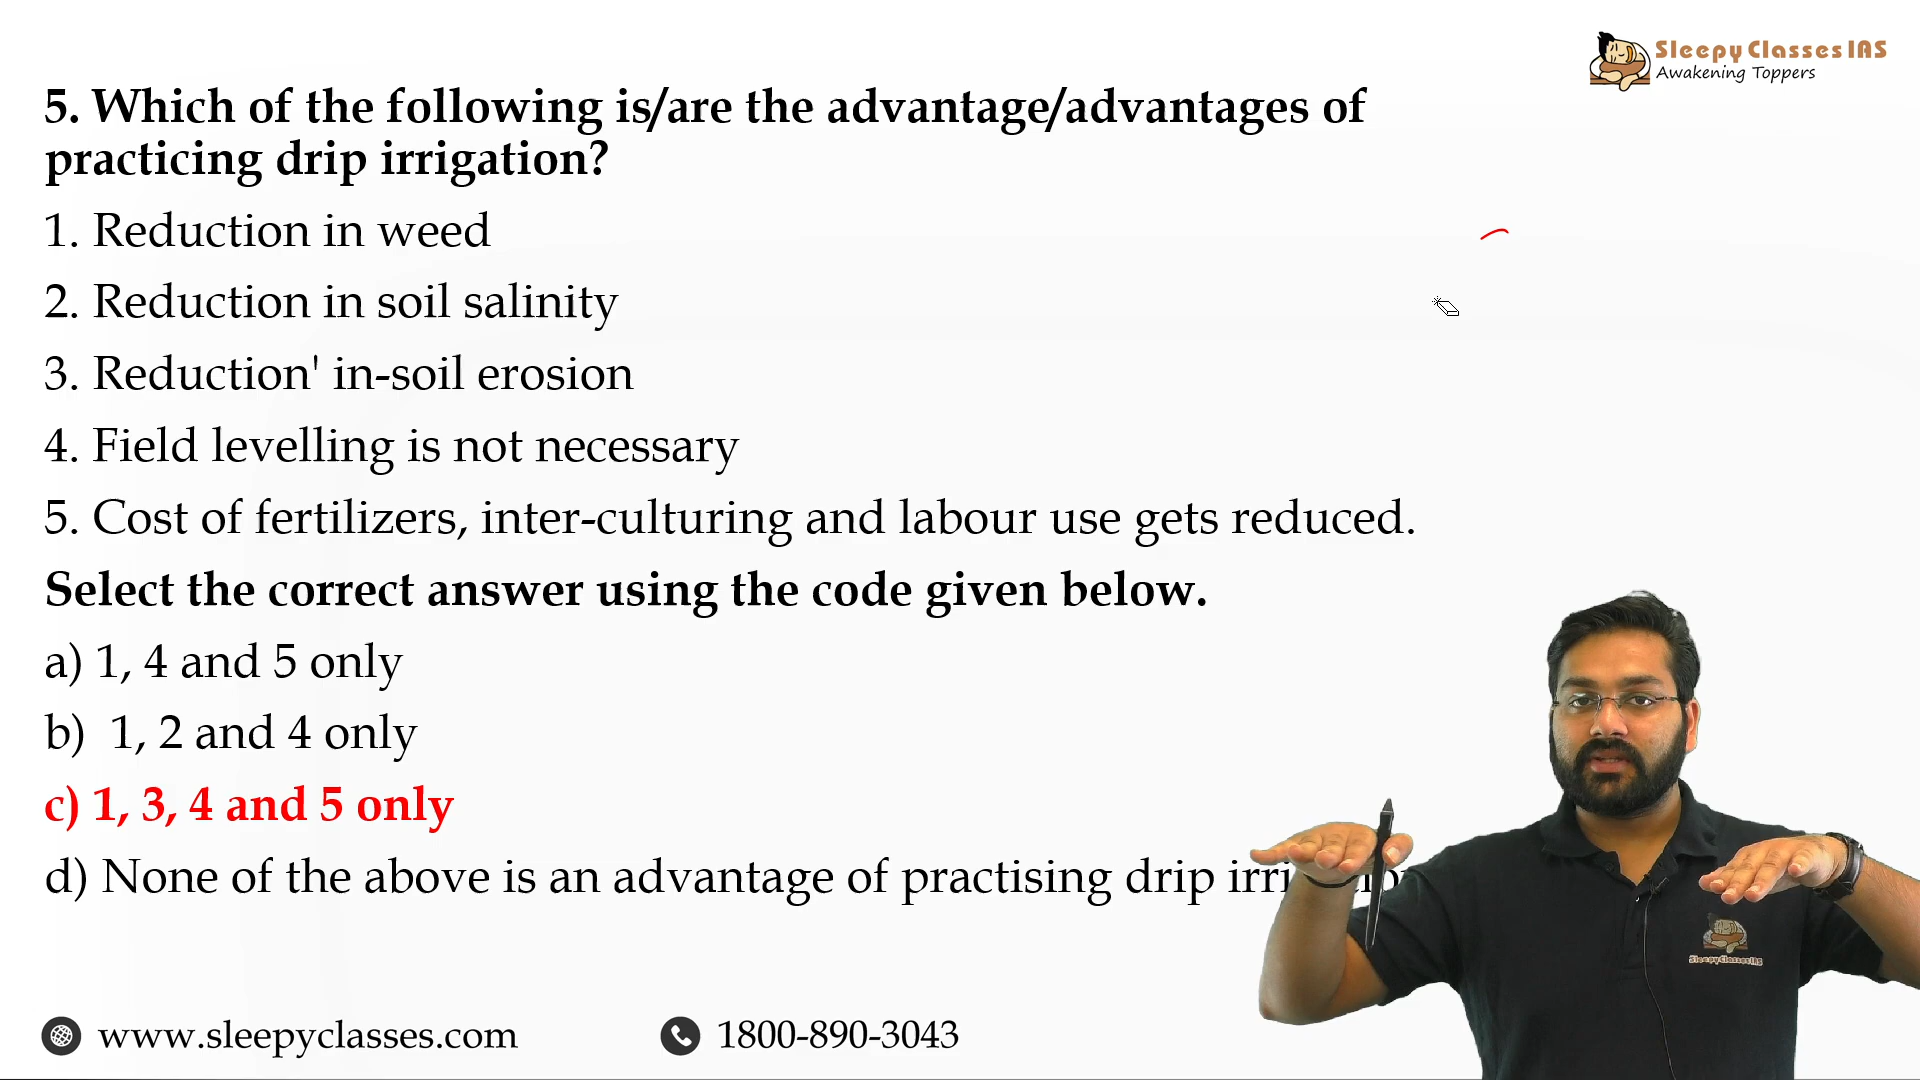 Sleepy Classes IAS
Awakening Toppers
5. Which of the following is/are the advantage/advantages of
practicing drip irrigation?
1. Reduction in weed
2. Reduction in soil salinity
3. Reduction' in-soil erosion
4. Field levelling is not necessary
5. Cost of fertilizers, inter-culturing and labour use gets reduced.
Select the correct answer using the code given below.
a) 1, 4 and 5 only
b) 1, 2 and 4 only
c) 1, 3, 4 and 5 only
d) None of the above is an advantage of practising drip
SleepyClassesIAS
www.sleepyclasses.com
1800-890-3043